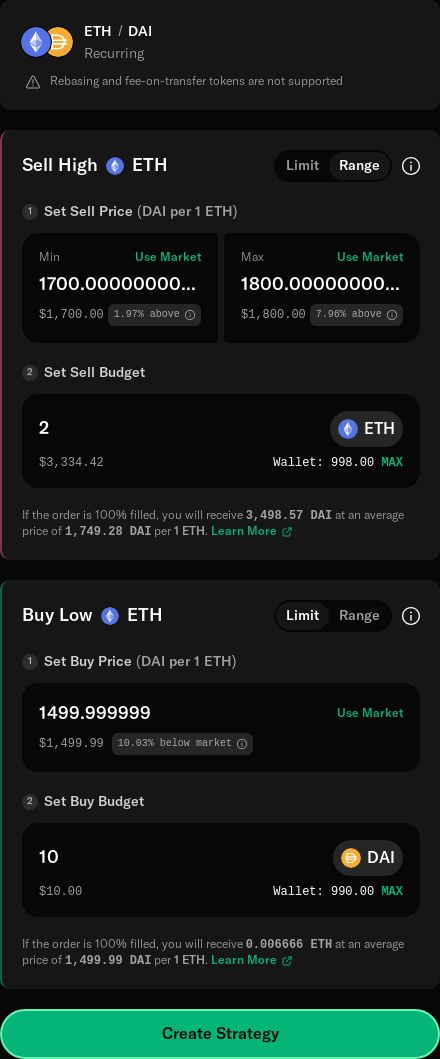 ETH / DAI
Recurring
Rebasing and fee-on-transfer tokens are not supported
Sell High ETH Limit Range
1 Set Sell Price (DAI per 1 ETH)
Min Use Market Max Use Market
1700.00000000... 1800.00000000...
$1,700.00 1.97% above $1,800.00 7.96% above
2 Set Sell Budget
2 ETH
$3,334.42 Wallet: 998.00 MAX
If the order is 100% filled, you will receive 3,498.57 DAI at an average
price of 1,749.28 DAI per 1 ETH. Learn More
Buy Low ETH Limit Range
1 Set Buy Price (DAI per 1 ETH)
1499.999999 Use Market
$1,499.99 10.03% below market
2 Set Buy Budget
10 DAI
$10.00 Wallet: 990.00 MAX
If the order is 100% filled, you will receive 0.006666 ETH at an average
price of 1,499.99 DAI per 1 ETH. Learn More
Create Strategy